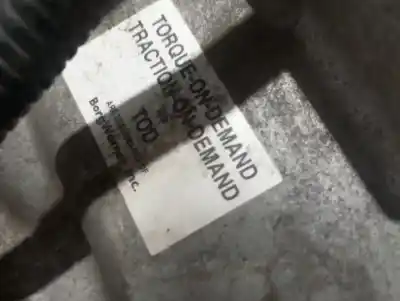 TORQUE-ON-DEMAND
TRACTION-ON-DEMAND
TOD
BorgWarner Inc.